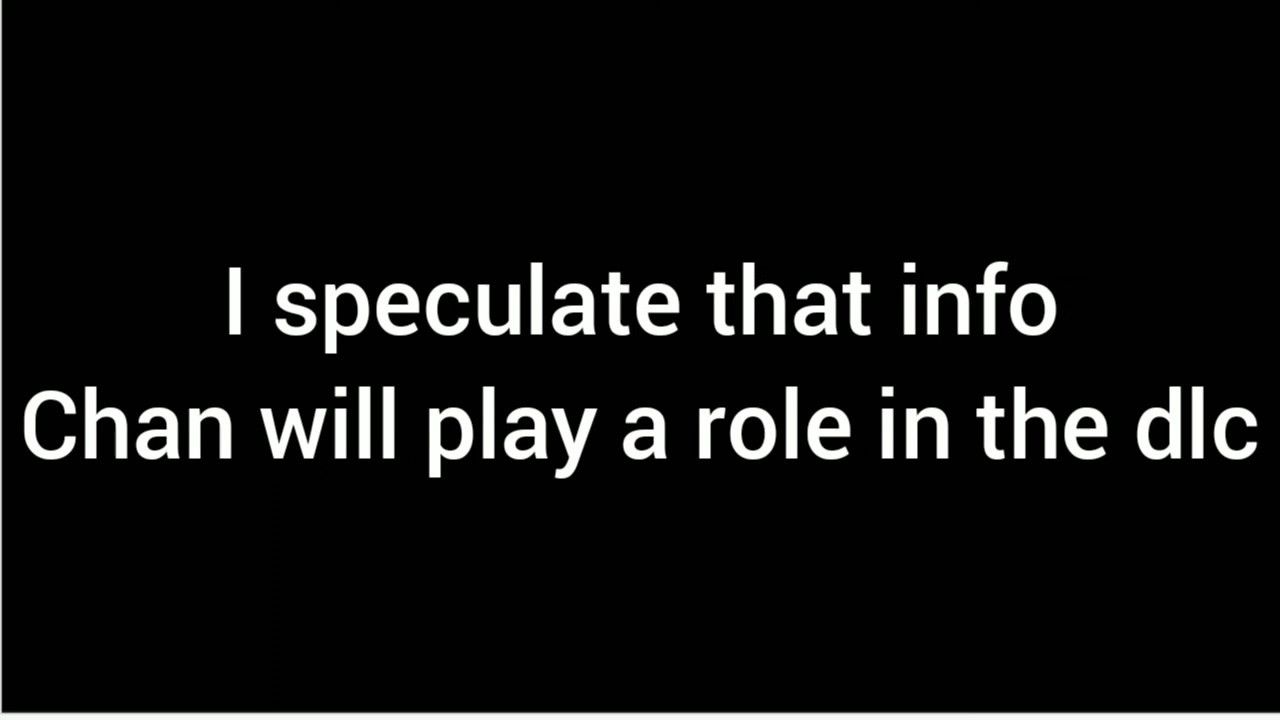 I speculate that info
Chan will play a role in the dlc